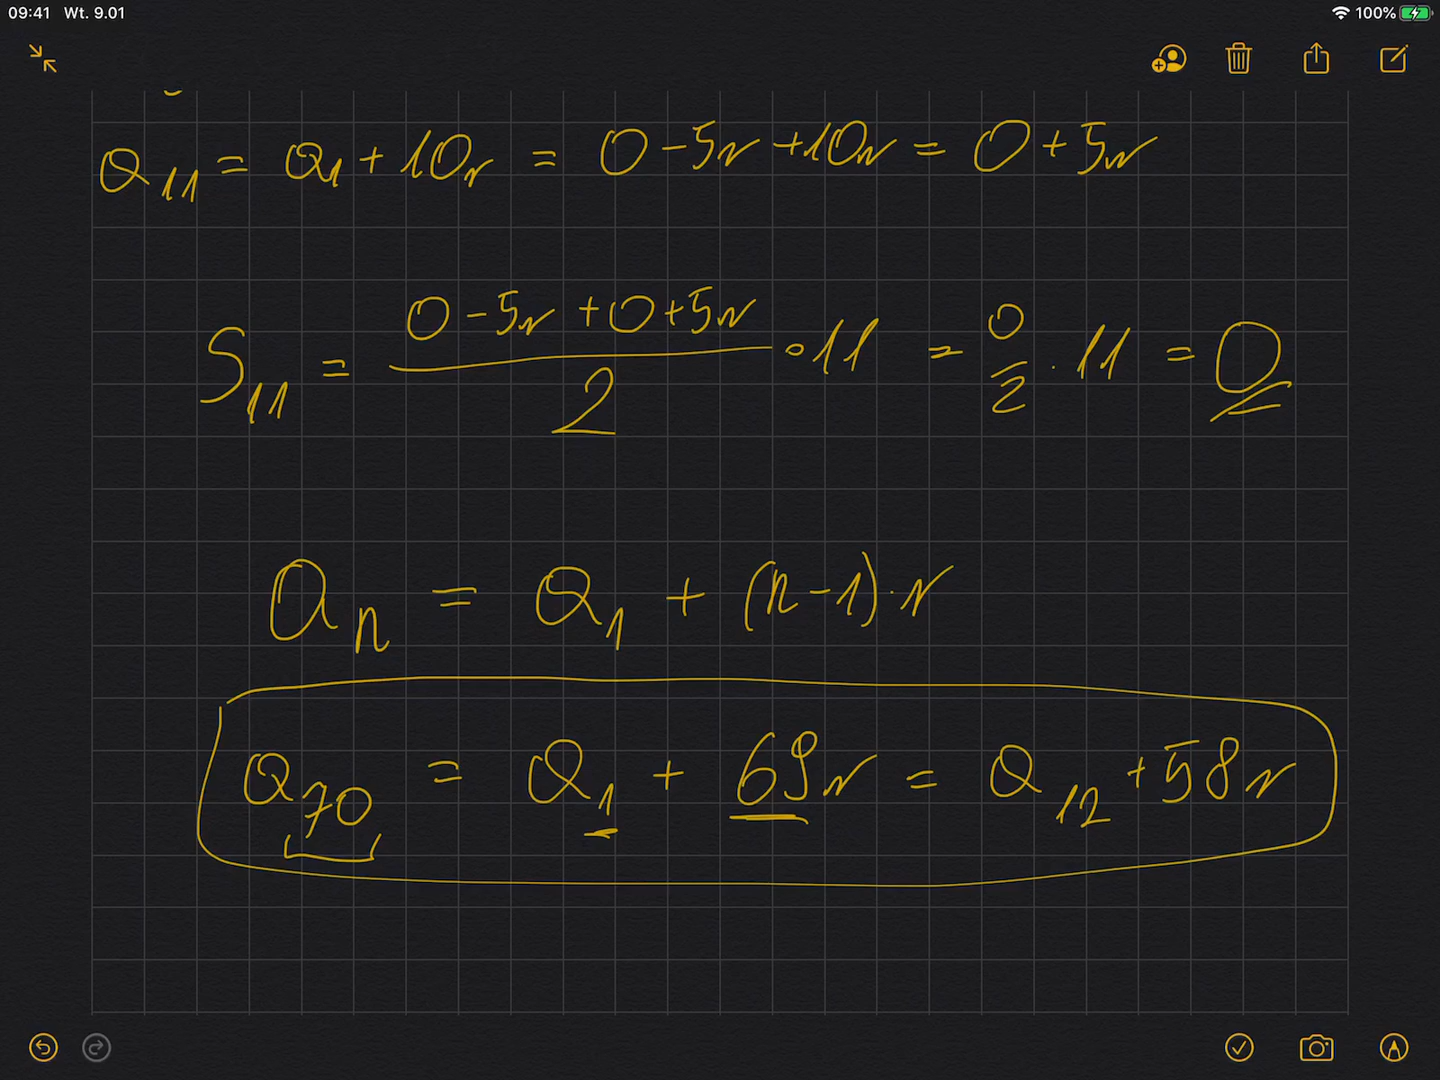 09:41 Wt. 9.01 100%
a₁₁ = a₁ + 10r = 0 - 5r + 10r = 0 + 5r
S₁₁ = (0 - 5r + 0 + 5r)/2 · 11 = 0/2 · 11 = 0
aₙ = a₁ + (n-1) · r
a₇₀ = a₁ + 69r = a₁₂ + 58r